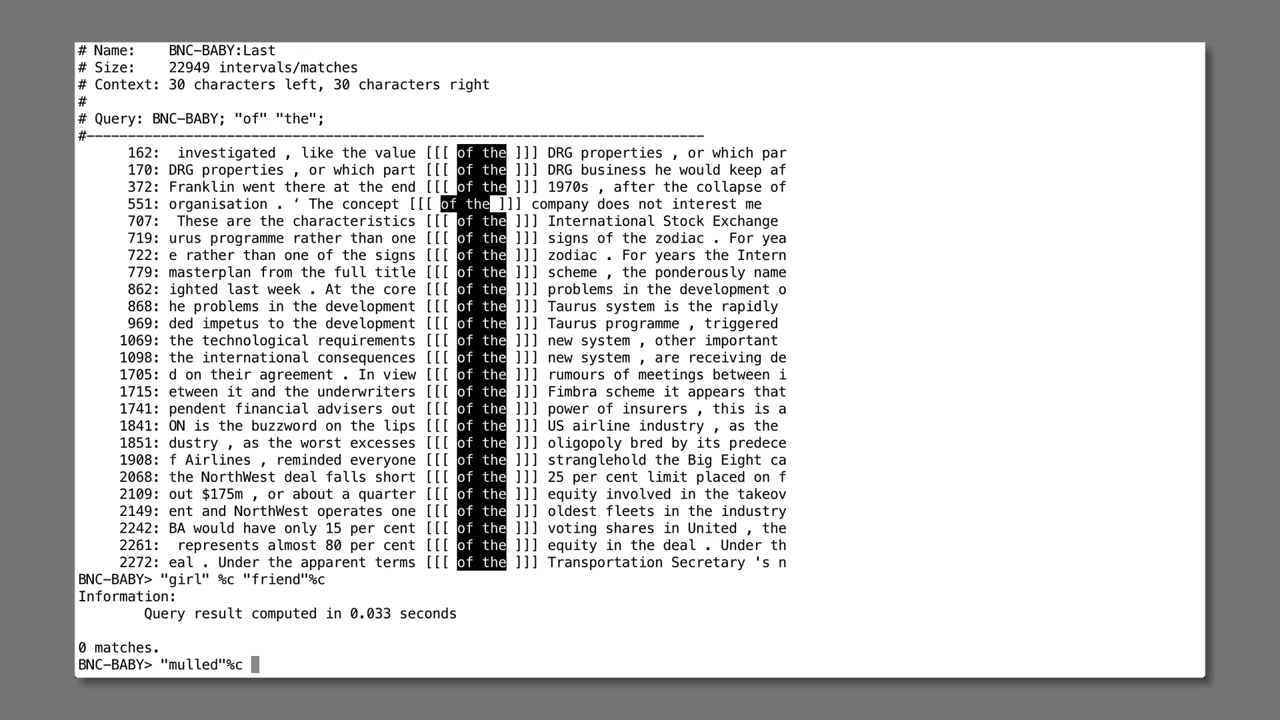 # Name:    BNC-BABY:Last
# Size:    22949 intervals/matches
# Context: 30 characters left, 30 characters right
#
# Query: BNC-BABY; "of" "the";
#---------------------------------------------------------------------------
162:  investigated , like the value [[[ of the ]]] DRG properties , or which par
170: DRG properties , or which part [[[ of the ]]] DRG business he would keep af
372: Franklin went there at the end [[[ of the ]]] 1970s , after the collapse of
551: organisation . ‘ The concept [[[ of the ]]] company does not interest me
707:  These are the characteristics [[[ of the ]]] International Stock Exchange
719: urus programme rather than one [[[ of the ]]] signs of the zodiac . For yea
722: e rather than one of the signs [[[ of the ]]] zodiac . For years the Intern
779: masterplan from the full title [[[ of the ]]] scheme , the ponderously name
862: ighted last week . At the core [[[ of the ]]] problems in the development o
868: he problems in the development [[[ of the ]]] Taurus system is the rapidly
969: ded impetus to the development [[[ of the ]]] Taurus programme , triggered
1069: the technological requirements [[[ of the ]]] new system , other important
1098: the international consequences [[[ of the ]]] new system , are receiving de
1705: d on their agreement . In view [[[ of the ]]] rumours of meetings between i
1715: etween it and the underwriters [[[ of the ]]] Fimbra scheme it appears that
1741: pendent financial advisers out [[[ of the ]]] power of insurers , this is a
1841: ON is the buzzword on the lips [[[ of the ]]] US airline industry , as the
1851: dustry , as the worst excesses [[[ of the ]]] oligopoly bred by its predece
1908: f Airlines , reminded everyone [[[ of the ]]] stranglehold the Big Eight ca
2068: the NorthWest deal falls short [[[ of the ]]] 25 per cent limit placed on f
2109: out $175m , or about a quarter [[[ of the ]]] equity involved in the takeov
2149: ent and NorthWest operates one [[[ of the ]]] oldest fleets in the industry
2242: BA would have only 15 per cent [[[ of the ]]] voting shares in United , the
2261:  represents almost 80 per cent [[[ of the ]]] equity in the deal . Under th
2272: eal . Under the apparent terms [[[ of the ]]] Transportation Secretary 's n
BNC-BABY> "girl" %c "friend"%c
Information:
Query result computed in 0.033 seconds
0 matches.
BNC-BABY> "mulled"%c